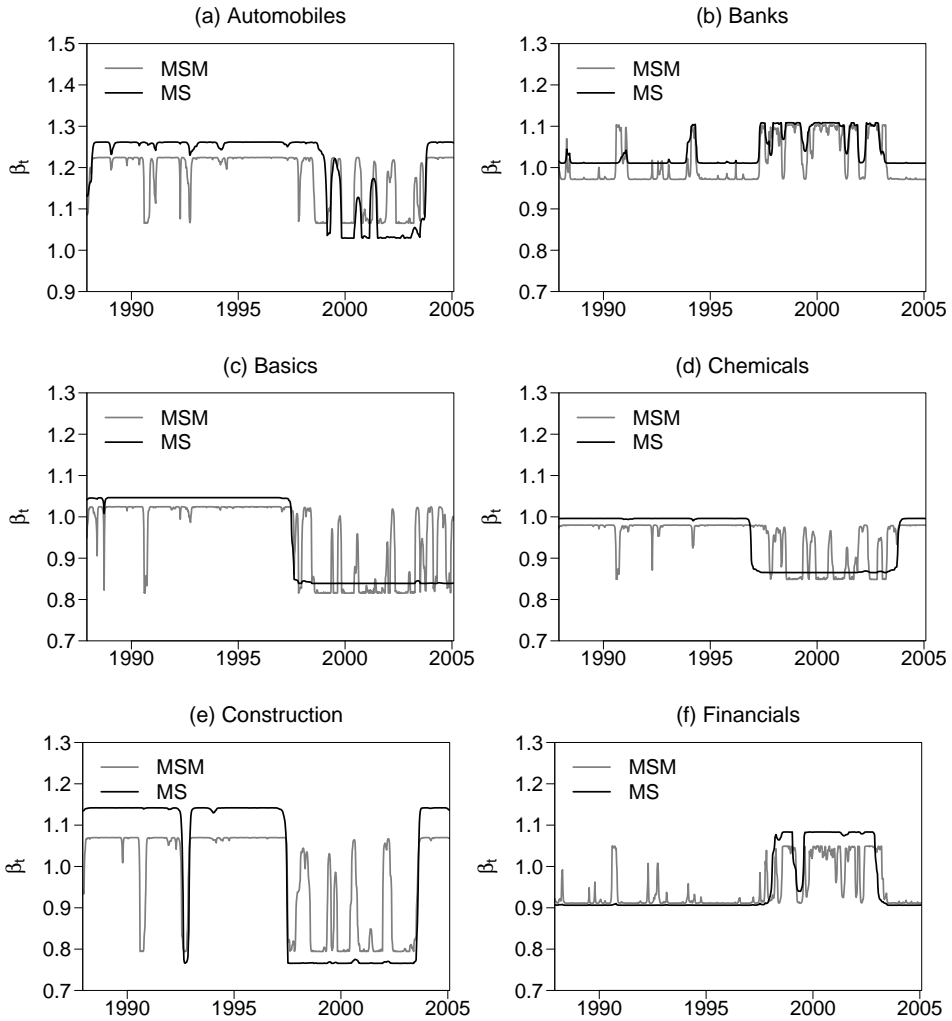 (a) Automobiles
1.5
1.4
1.3
1.2
1.1
1.0
0.9
βt
MSM
MS
1990 1995 2000 2005
(b) Banks
1.3
1.2
1.1
1.0
0.9
0.8
0.7
βt
MSM
MS
1990 1995 2000 2005
(c) Basics
1.3
1.2
1.1
1.0
0.9
0.8
0.7
βt
MSM
MS
1990 1995 2000 2005
(d) Chemicals
1.3
1.2
1.1
1.0
0.9
0.8
0.7
βt
MSM
MS
1990 1995 2000 2005
(e) Construction
1.3
1.2
1.1
1.0
0.9
0.8
0.7
βt
MSM
MS
1990 1995 2000 2005
(f) Financials
1.3
1.2
1.1
1.0
0.9
0.8
0.7
βt
MSM
MS
1990 1995 2000 2005